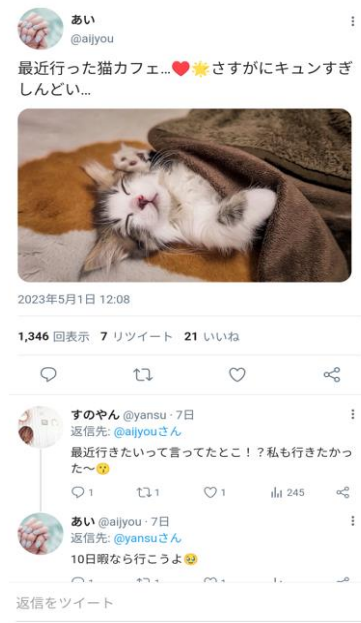 あい
@aijyou
最近行った猫カフェ...❤️🌟さすがにキュンすぎ
しんどい...
2023年5月1日 12:08
1,346 回表示 7 リツイート 21 いいね
すのやん @yansu · 7日
返信先: @aijyouさん
最近行きたいって言ってたとこ！？私も行きたかっ
た〜😗
1 1 1 245
あい @aijyou · 7日
返信先: @yansuさん
10日暇なら行こうよ🥹
返信をツイート